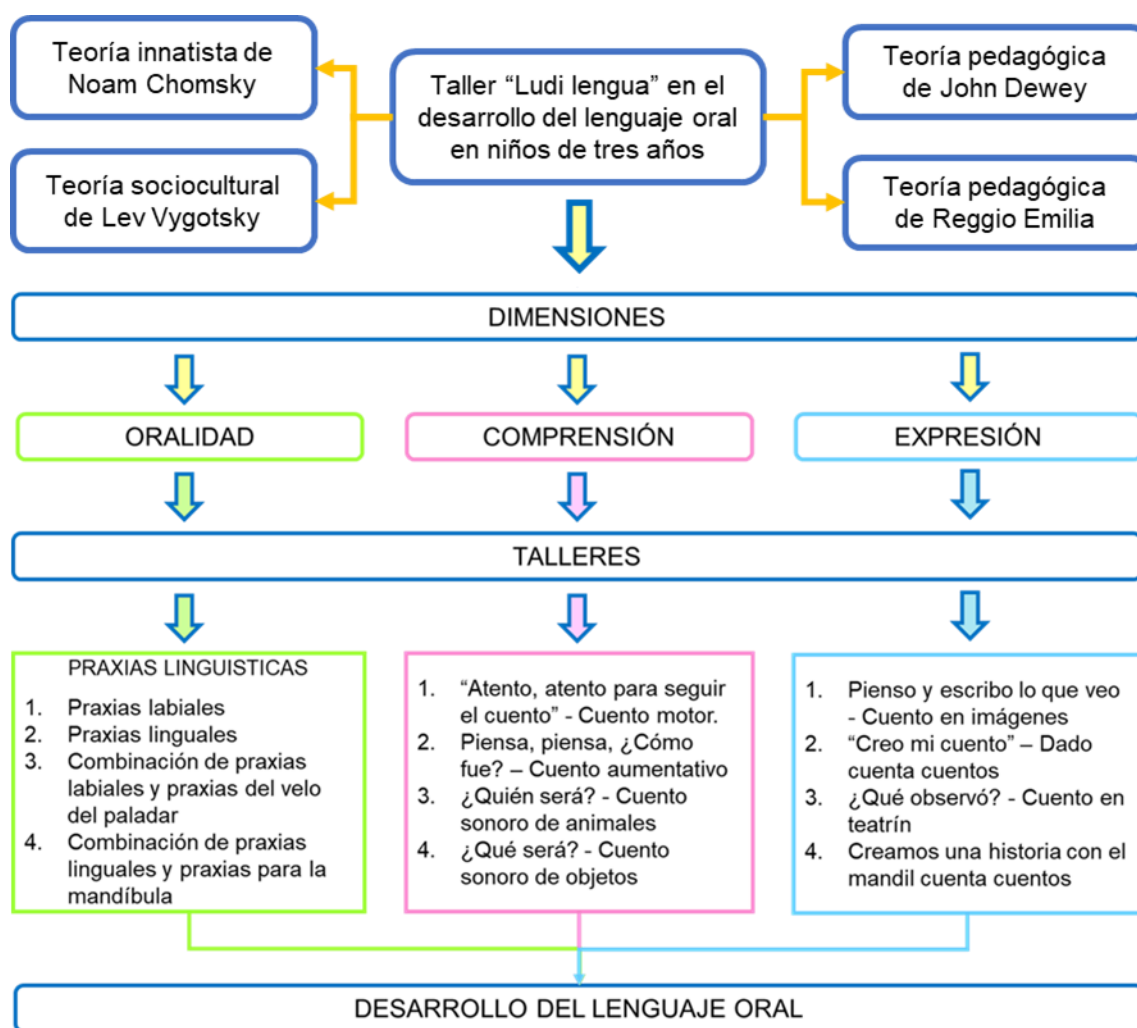 Teoría innatista de
Noam Chomsky
Teoría sociocultural
de Lev Vygotsky
Taller “Ludi lengua” en el
desarrollo del lenguaje oral
en niños de tres años
Teoría pedagógica
de John Dewey
Teoría pedagógica
de Reggio Emilia
DIMENSIONES
ORALIDAD
COMPRENSIÓN
EXPRESIÓN
TALLERES
PRAXIAS LINGUISTICAS
1. Praxias labiales
2. Praxias linguales
3. Combinación de praxias
labiales y praxias del velo
del paladar
4. Combinación de praxias
linguales y praxias para la
mandíbula
1. “Atento, atento para seguir
el cuento” - Cuento motor.
2. Piensa, piensa, ¿Cómo
fue? – Cuento aumentativo
3. ¿Quién será? - Cuento
sonoro de animales
4. ¿Qué será? - Cuento
sonoro de objetos
1. Pienso y escribo lo que veo
- Cuento en imágenes
2. “Creo mi cuento” – Dado
cuenta cuentos
3. ¿Qué observó? - Cuento en
teatrín
4. Creamos una historia con el
mandil cuenta cuentos
DESARROLLO DEL LENGUAJE ORAL